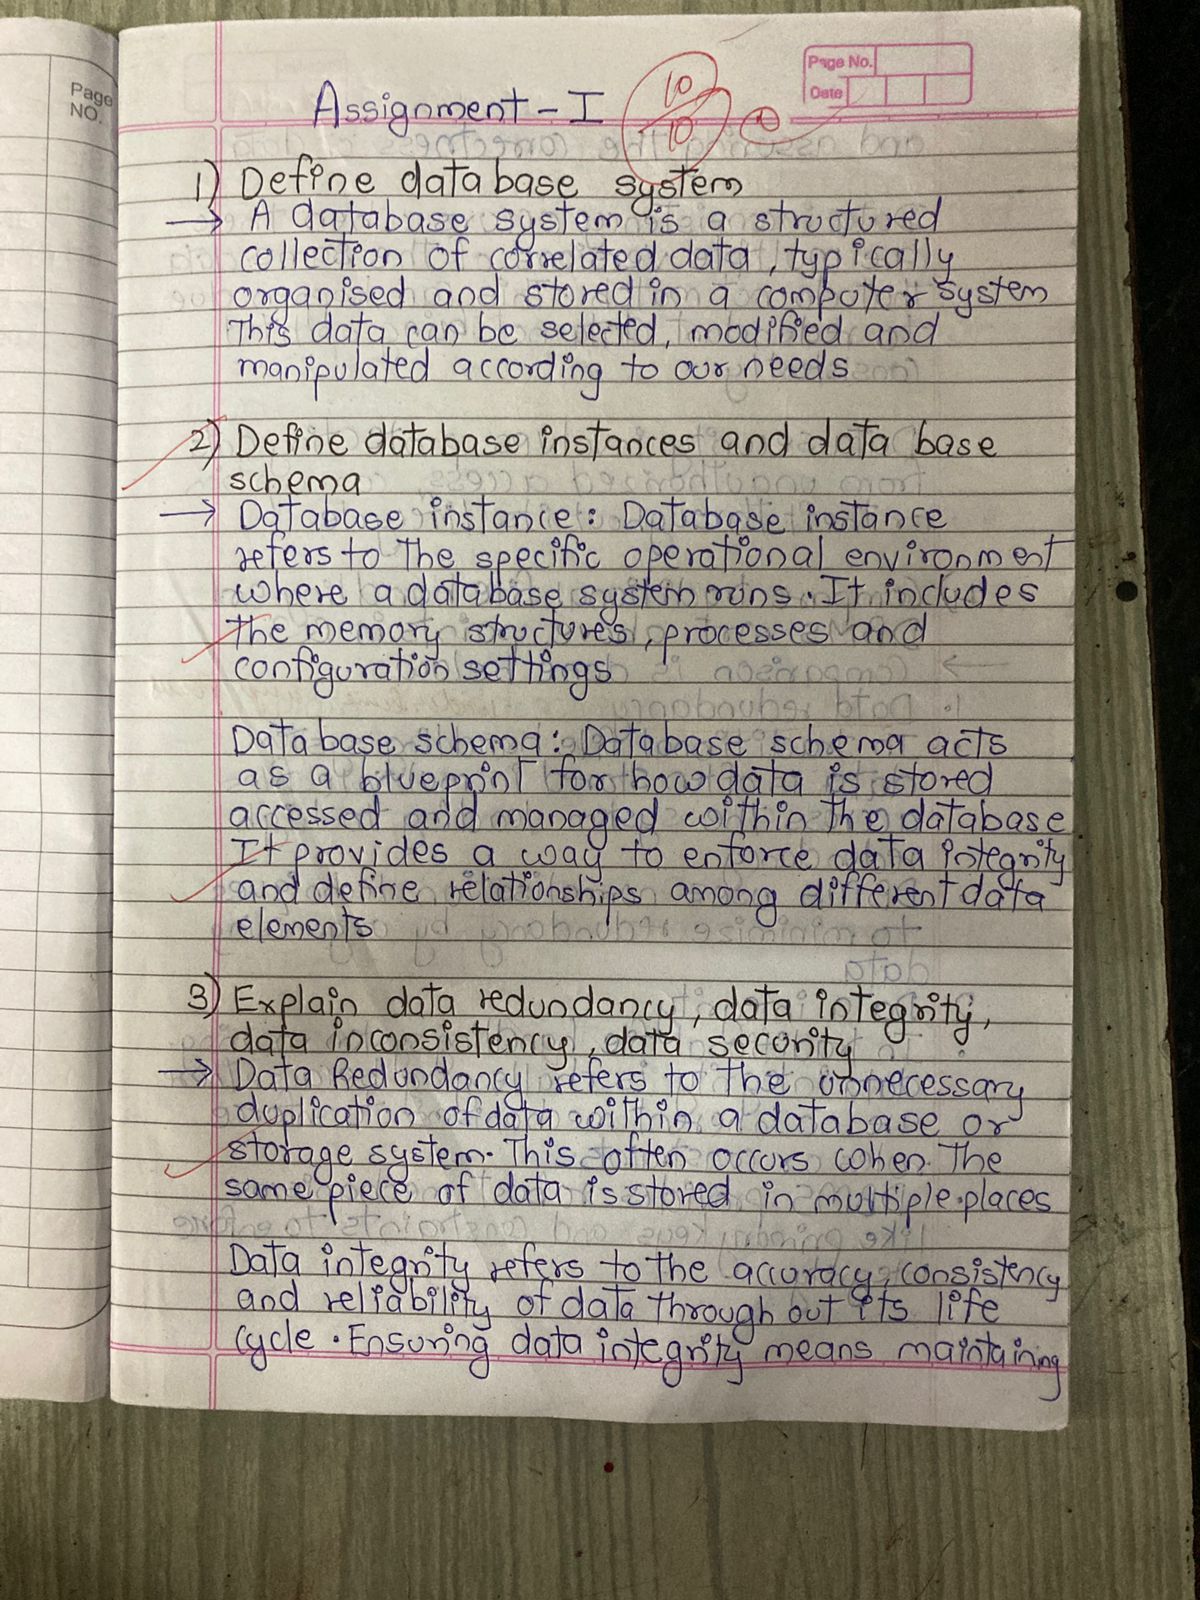 Page
NO.
Page No.
Date
Assignment - I
10
10
1) Define database system
→ A database system is a structured
collection of correlated data, typically
organised and stored in a computer system
This data can be selected, modified and
manipulated according to our needs
2) Define database instances and data base
schema
→ Database instance : Database instance
refers to the specific operational environment
where a database system runs. It includes
the memory structures, processes and
configuration settings
Database schema : Database schema acts
as a blueprint for how data is stored
accessed and managed within the database
It provides a way to enforce data integrity
and define relationships among different data
elements
3) Explain data redundancy, data integrity,
data inconsistency, data security
→ Data Redundancy refers to the unnecessary
duplication of data within a database or
storage system. This often occurs when the
same piece of data is stored in multiple places
Data integrity refers to the accuracy, consistency
and reliability of data through out its life
cycle. Ensuring data integrity means maintaining